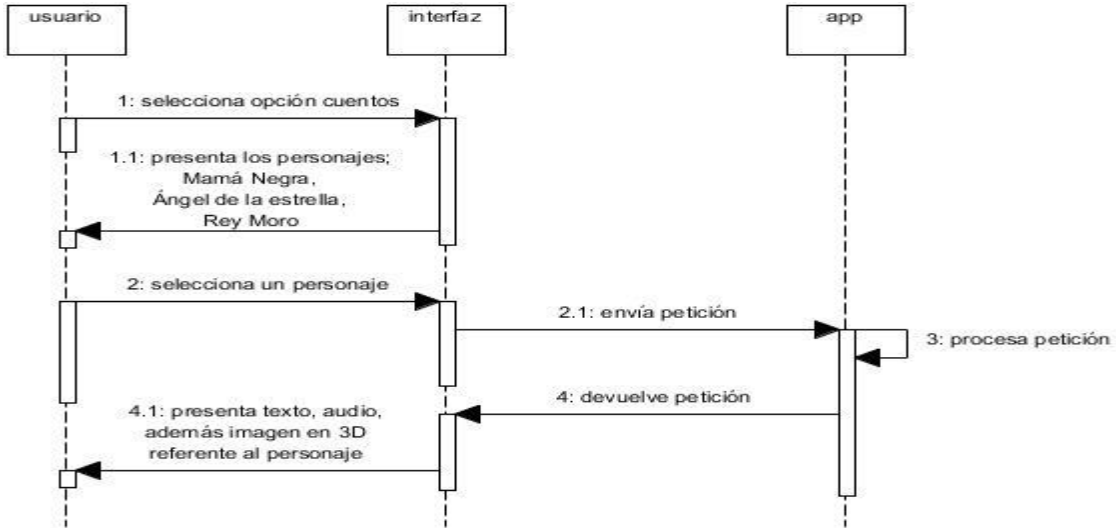 usuario
interfaz
app
1: selecciona opción cuentos
1.1: presenta los personajes;
Mamá Negra,
Ángel de la estrella,
Rey Moro
2: selecciona un personaje
2.1: envía petición
3: procesa petición
4: devuelve petición
4.1: presenta texto, audio,
además imagen en 3D
referente al personaje